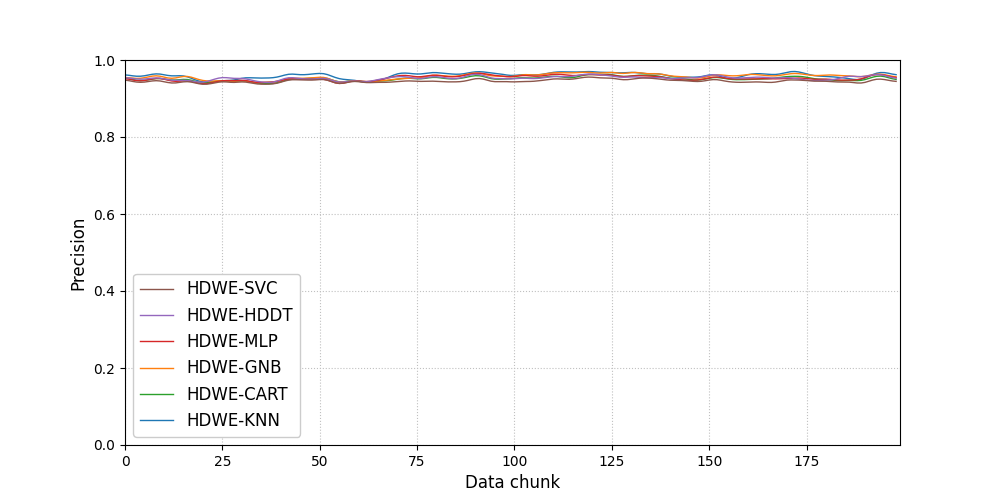 1.0
0.8
0.6
0.4
0.2
0.0
Precision
HDWE-SVC
HDWE-HDDT
HDWE-MLP
HDWE-GNB
HDWE-CART
HDWE-KNN
0 25 50 75 100 125 150 175
Data chunk